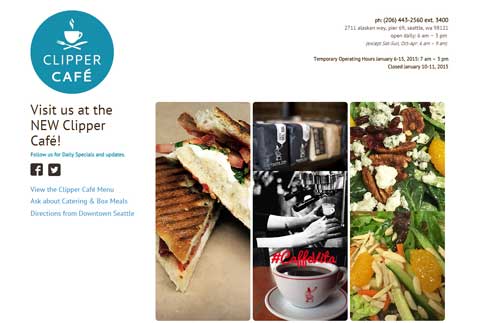 CLIPPER
CAFÉ
ph: (206) 443-2560 ext. 3400
2711 alaskan way, pier 69, seattle, wa 98121
open daily: 6 am – 3 pm
(except Sat-Sun, Oct-Apr: 6 am – 9 am)
Temporary Operating Hours January 6-15, 2015: 7 am – 3 pm
Closed January 10-11, 2015
Visit us at the
NEW Clipper
Café!
Follow us for Daily Specials and updates.
View the Clipper Café Menu
Ask about Catering & Box Meals
Directions from Downtown Seattle
#CaffeVita